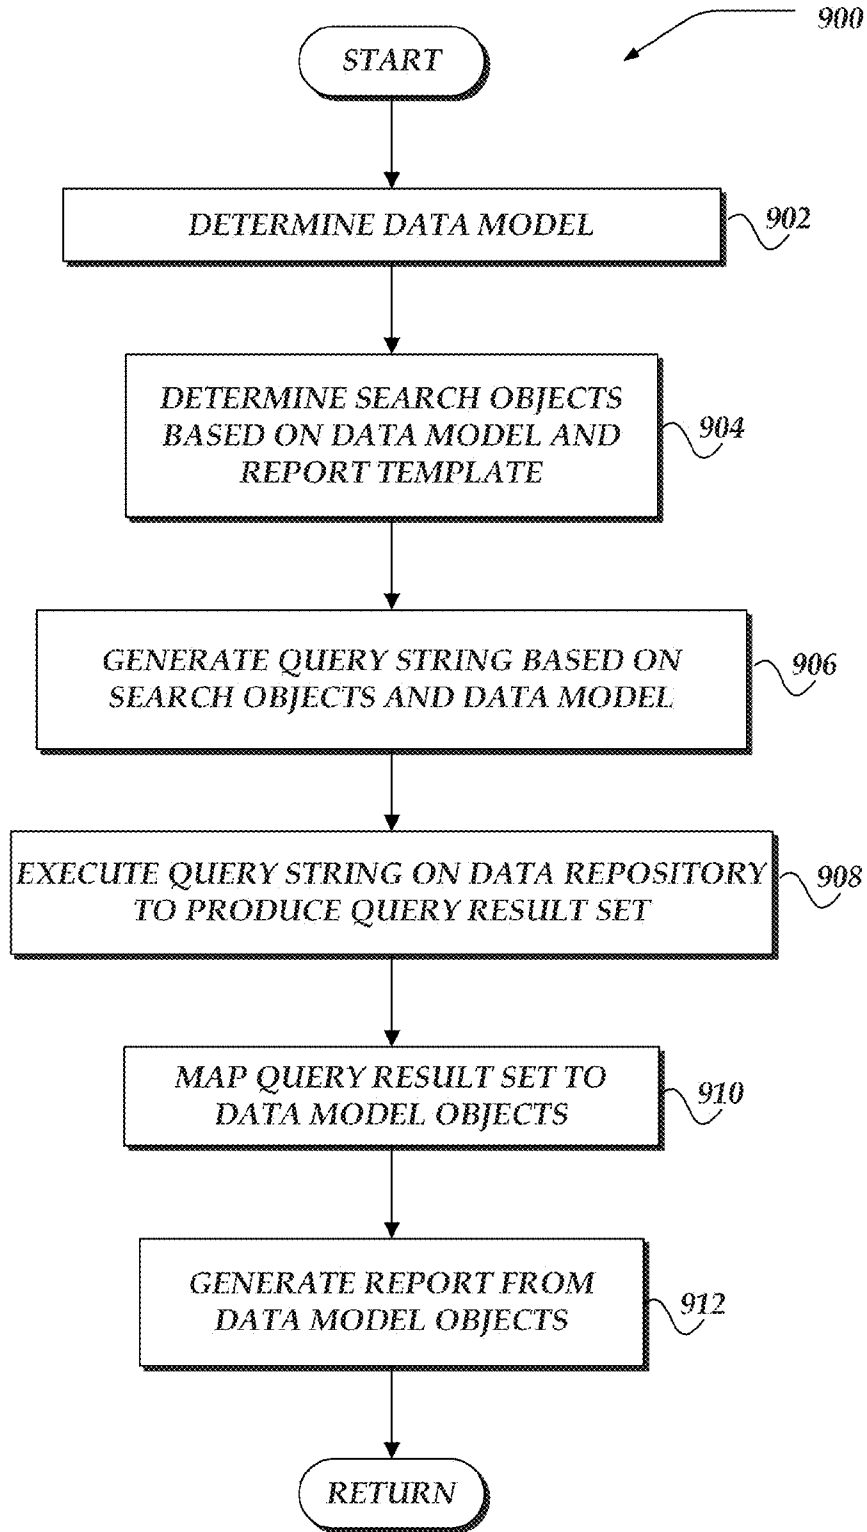 900
START
DETERMINE DATA MODEL
902
DETERMINE SEARCH OBJECTS
BASED ON DATA MODEL AND
REPORT TEMPLATE
904
GENERATE QUERY STRING BASED ON
SEARCH OBJECTS AND DATA MODEL
906
EXECUTE QUERY STRING ON DATA REPOSITORY
TO PRODUCE QUERY RESULT SET
908
MAP QUERY RESULT SET TO
DATA MODEL OBJECTS
910
GENERATE REPORT FROM
DATA MODEL OBJECTS
912
RETURN